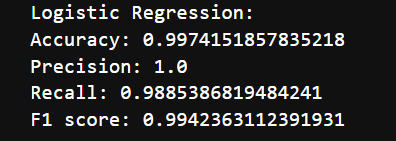 Logistic Regression:
Accuracy: 0.9974151857835218
Precision: 1.0
Recall: 0.9885386819484241
F1 score: 0.9942363112391931